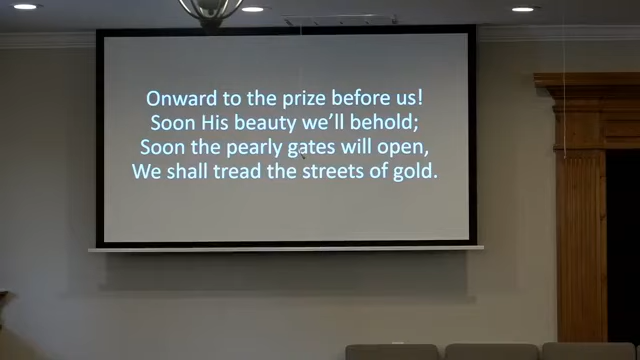 Onward to the prize before us!
Soon His beauty we'll behold;
Soon the pearly gates will open,
We shall tread the streets of gold.